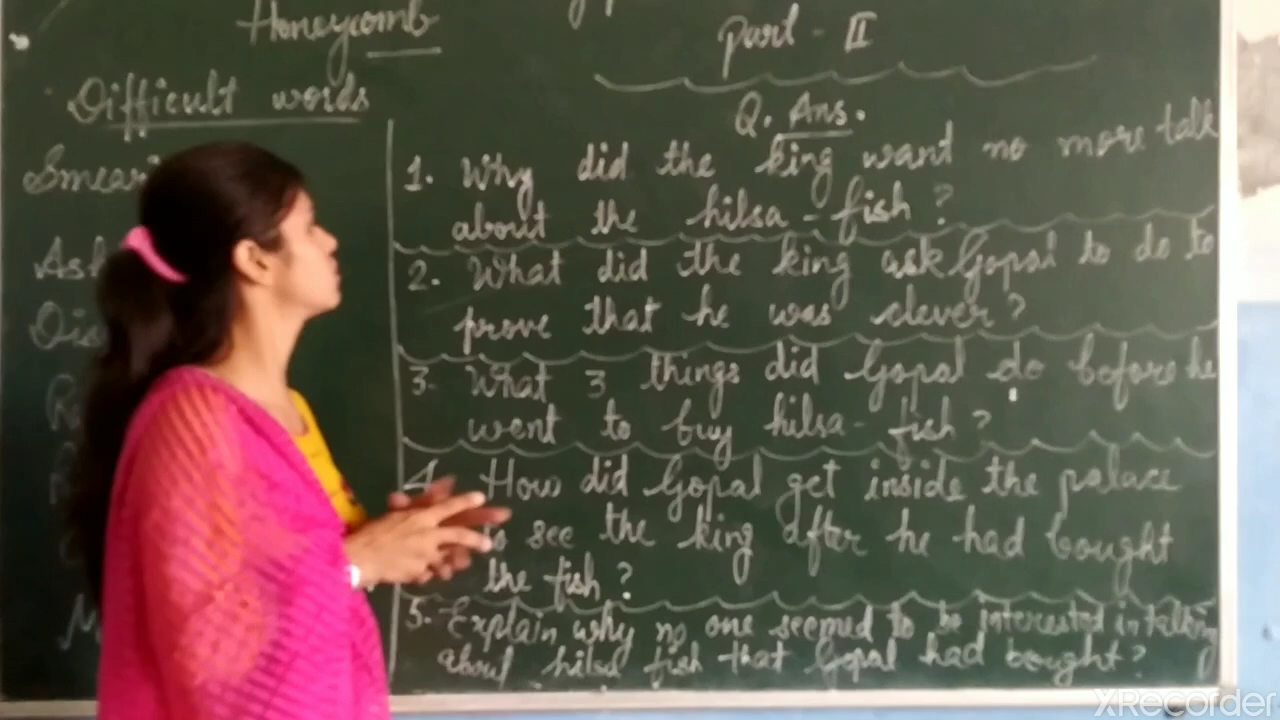 Honeycomb
Part - II
Difficult words
Q. Ans.
1. Why did the king want no more talk
about the hilsa-fish?
2. What did the king ask Gopal to do to
prove that he was clever?
3. What 3 things did Gopal do before he
went to buy hilsa-fish?
4. How did Gopal get inside the palace
to see the king after he had bought
the fish?
5. Explain why no one seemed to be interested in talking
about hilsa fish that Gopal had bought?
XRecorder